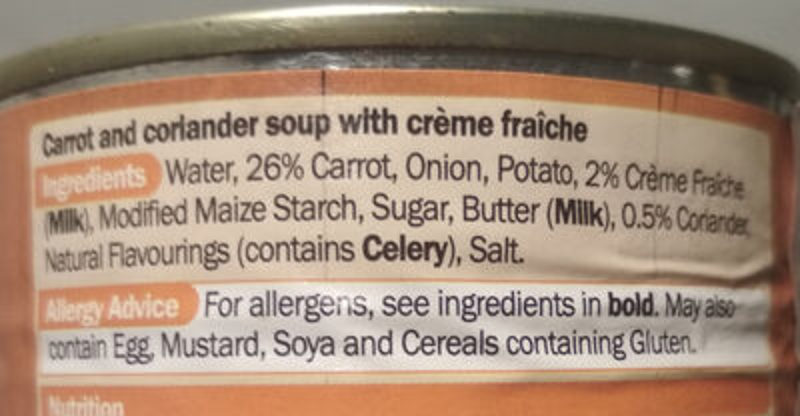 Carrot and coriander soup with crème fraîche
Ingredients Water, 26% Carrot, Onion, Potato, 2% Crème Fraîche
(Milk), Modified Maize Starch, Sugar, Butter (Milk), 0.5% Coriander,
Natural Flavourings (contains Celery), Salt.
Allergy Advice For allergens, see ingredients in bold. May also
contain Egg, Mustard, Soya and Cereals containing Gluten.
Nutrition